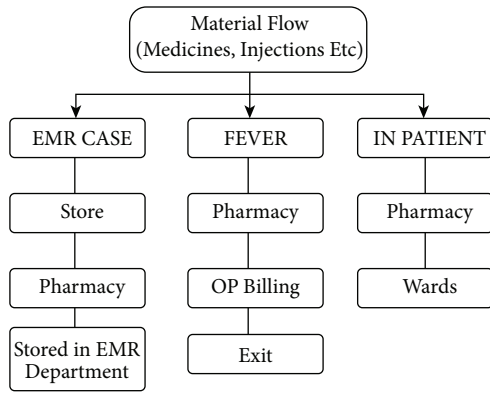 Material Flow
(Medicines, Injections Etc)
EMR CASE
FEVER
IN PATIENT
Store
Pharmacy
Pharmacy
Pharmacy
OP Billing
Wards
Stored in EMR
Department
Exit